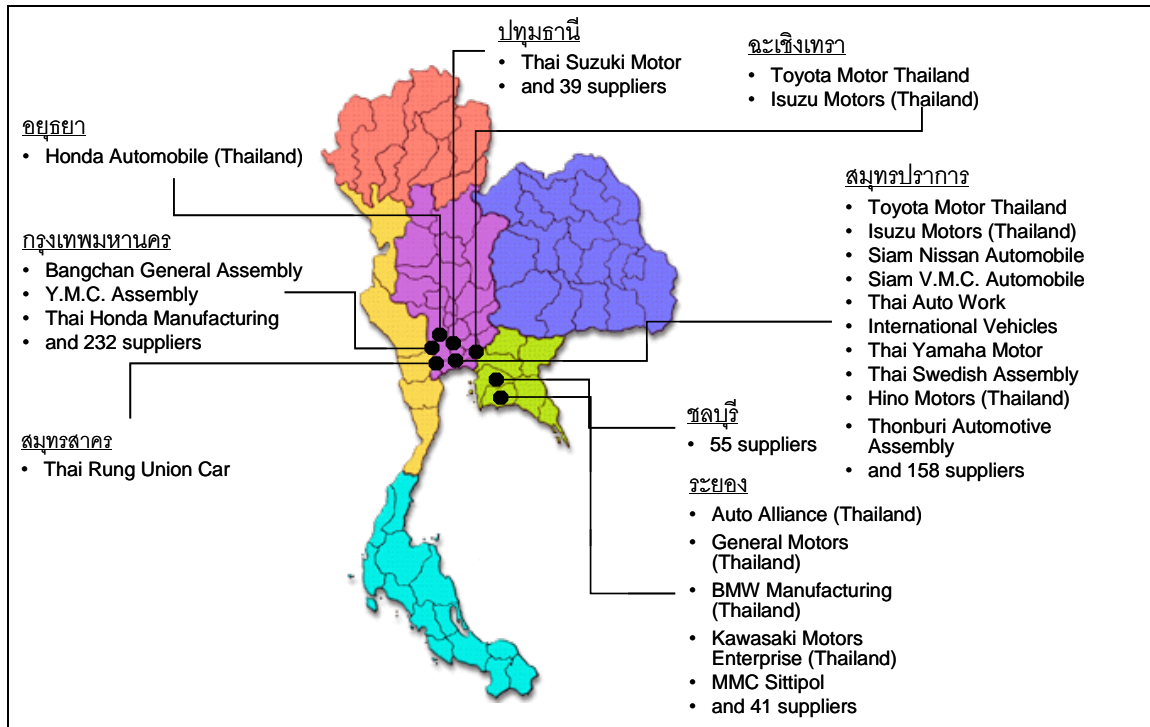 ปทุมธานี
• Thai Suzuki Motor
• and 39 suppliers
ฉะเชิงเทรา
• Toyota Motor Thailand
• Isuzu Motors (Thailand)
อยุธยา
• Honda Automobile (Thailand)
กรุงเทพมหานคร
• Bangchan General Assembly
• Y.M.C. Assembly
• Thai Honda Manufacturing
• and 232 suppliers
สมุทรสาคร
• Thai Rung Union Car
สมุทรปราการ
• Toyota Motor Thailand
• Isuzu Motors (Thailand)
• Siam Nissan Automobile
• Siam V.M.C. Automobile
• Thai Auto Work
• International Vehicles
• Thai Yamaha Motor
• Thai Swedish Assembly
• Hino Motors (Thailand)
• Thonburi Automotive
Assembly
• and 158 suppliers
ชลบุรี
• 55 suppliers
ระยอง
• Auto Alliance (Thailand)
• General Motors
(Thailand)
• BMW Manufacturing
(Thailand)
• Kawasaki Motors
Enterprise (Thailand)
• MMC Sittipol
• and 41 suppliers